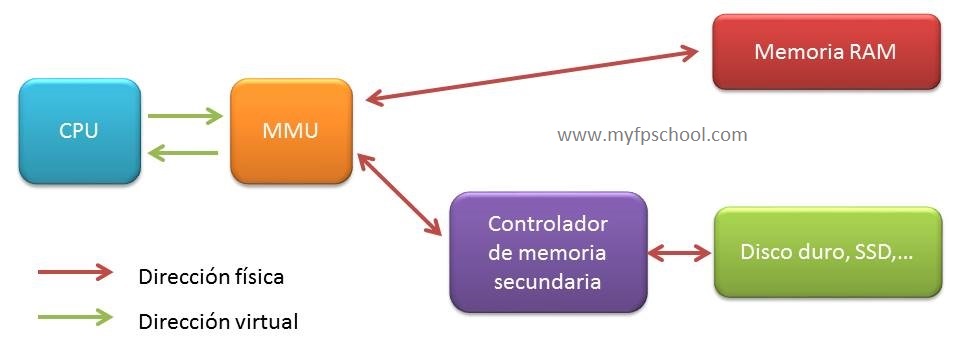 Memoria RAM
CPU
MMU
www.myfpschool.com
Controlador
de memoria
secundaria
Disco duro, SSD,...
Dirección física
Dirección virtual